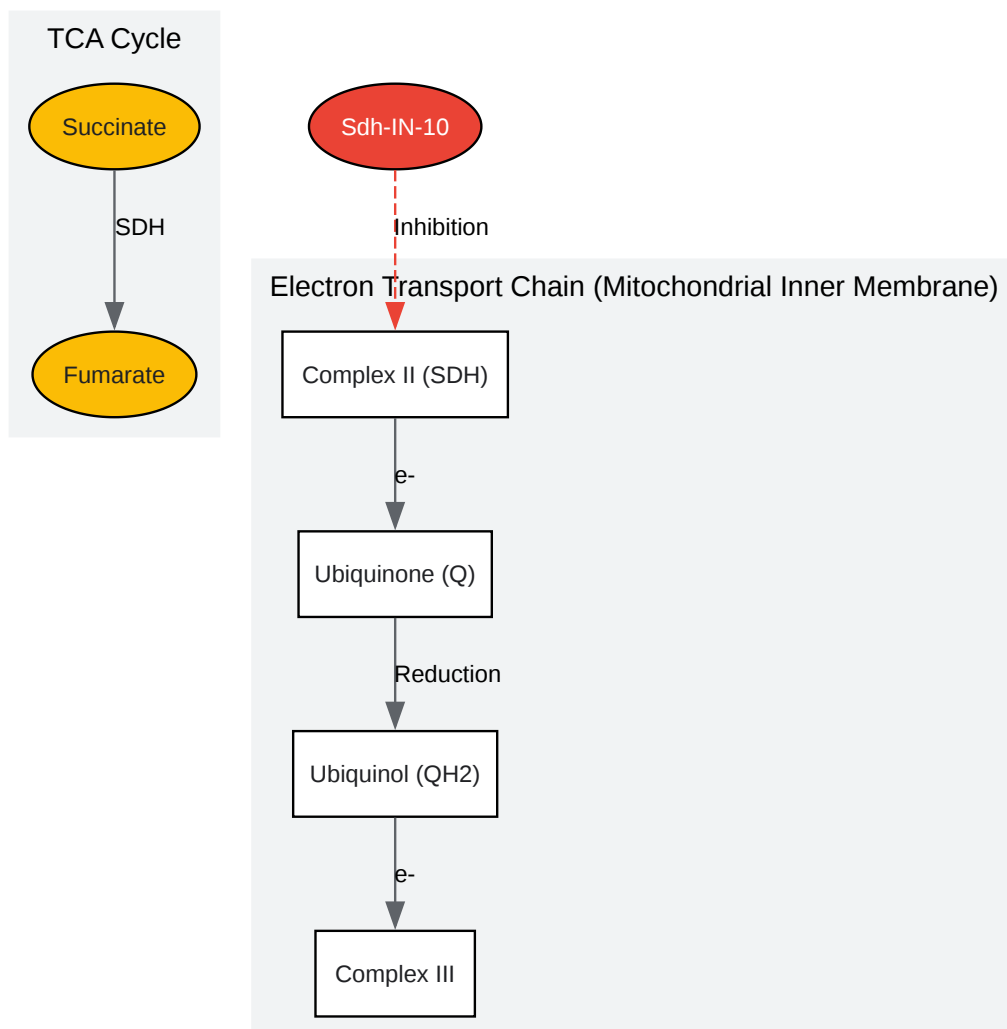 TCA Cycle
Succinate
SDH
Fumarate
Sdh-IN-10
Inhibition
Electron Transport Chain (Mitochondrial Inner Membrane)
Complex II (SDH)
e-
Ubiquinone (Q)
Reduction
Ubiquinol (QH2)
e-
Complex III